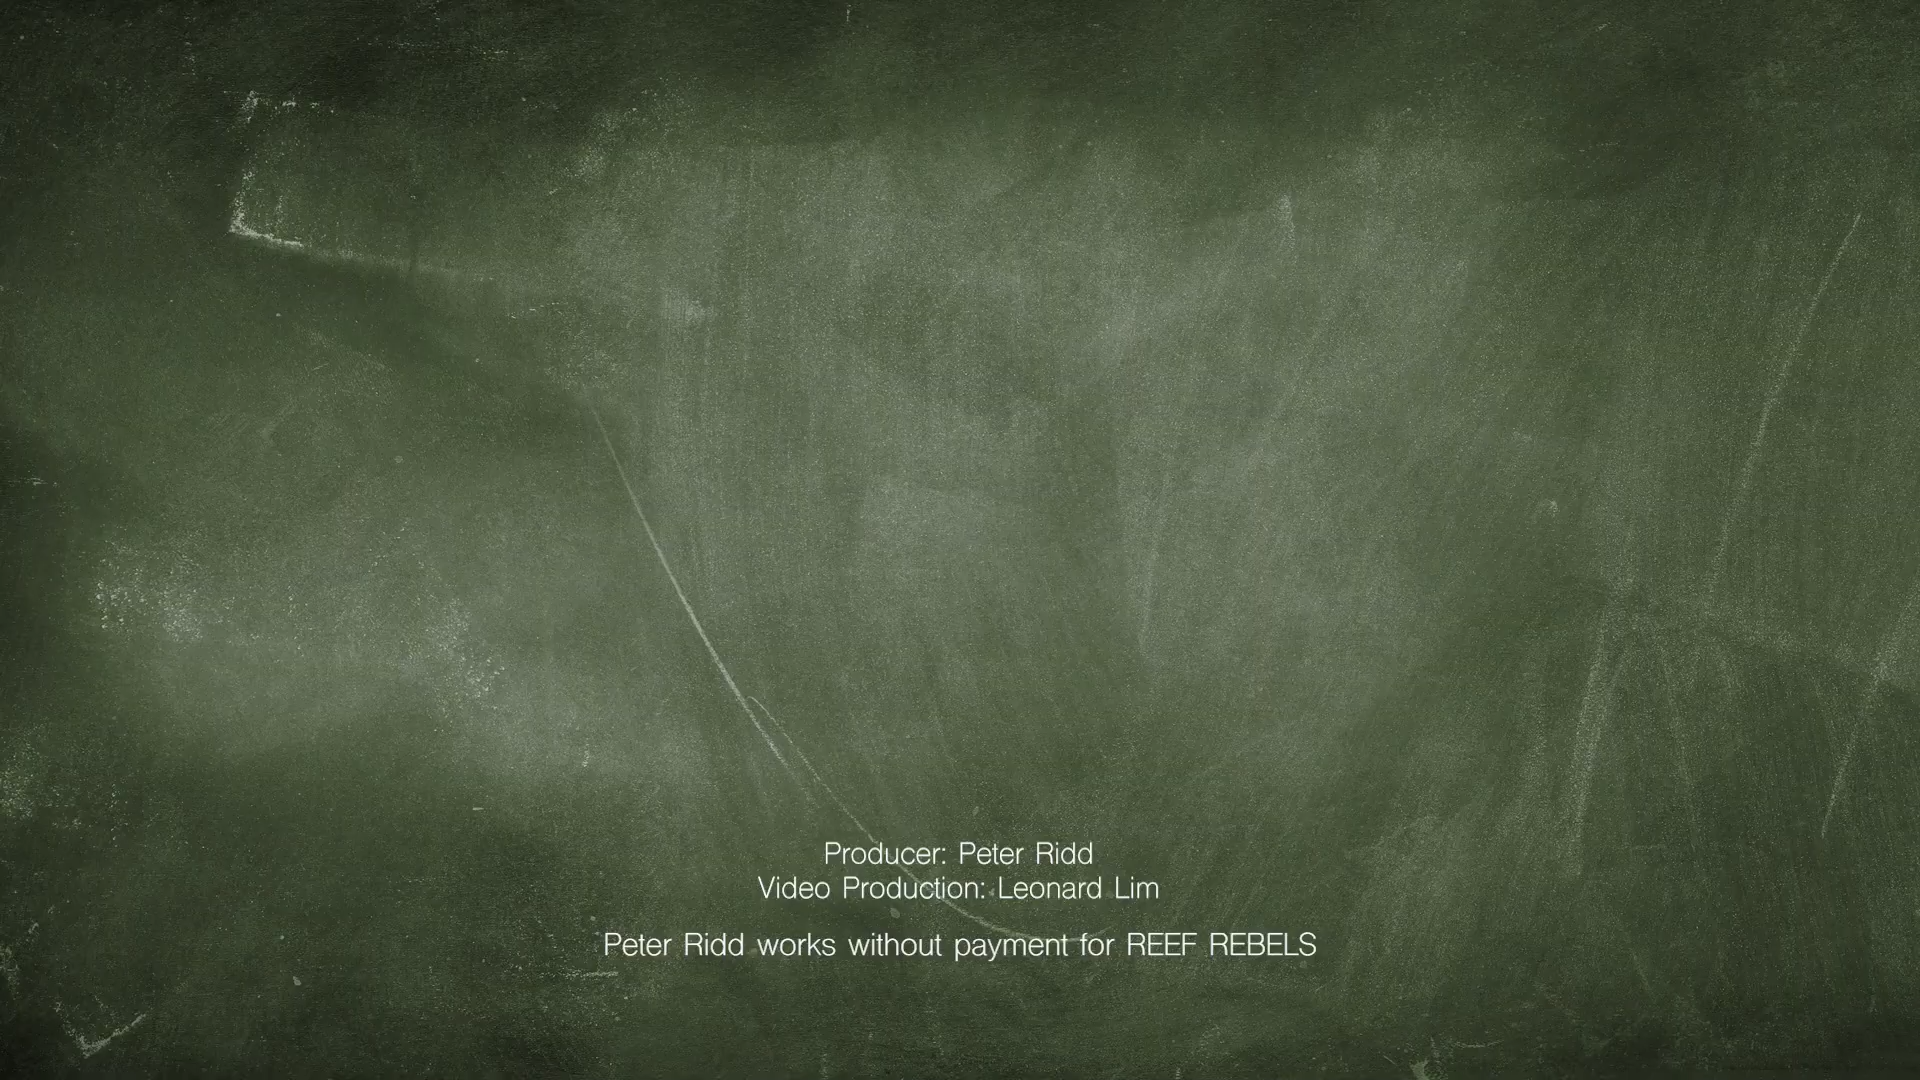 Producer: Peter Ridd
Video Production: Leonard Lim
Peter Ridd works without payment for REEF REBELS